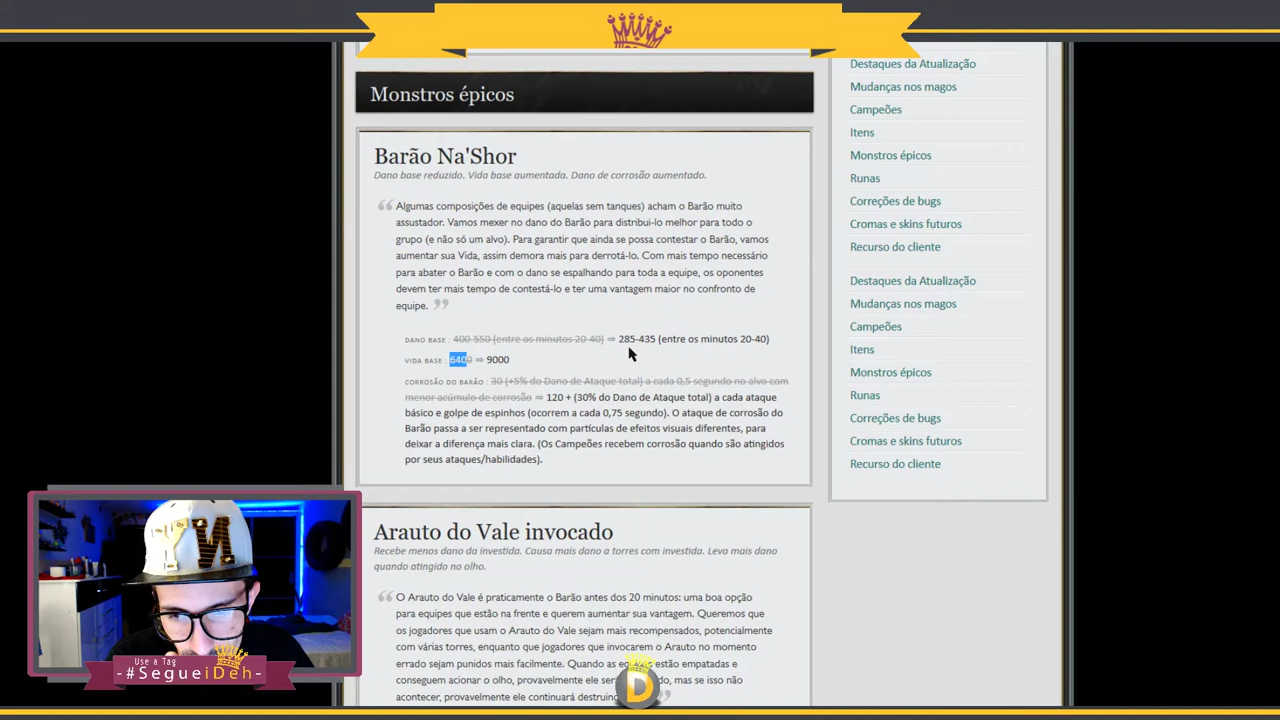 Monstros épicos
Barão Na'Shor
Dano base reduzido. Vida base aumentada. Dano de corrosão aumentado.
Algumas composições de equipes (aquelas sem tanques) acham o Barão muito
assustador. Vamos mexer no dano do Barão para distribui-lo melhor para todo o
grupo (e não só um alvo). Para garantir que ainda se possa contestar o Barão, vamos
aumentar sua Vida, assim demora mais para derrotá-lo. Com mais tempo necessário
para abater o Barão e com o dano se espalhando para toda a equipe, os oponentes
devem ter mais tempo de contestá-lo e ter uma vantagem maior no confronto de
equipe.
DANO BASE : 400-550 (entre os minutos 20-40) ⇒ 285-435 (entre os minutos 20-40)
VIDA BASE : 6400 ⇒ 9000
CORROSÃO DO BARÃO : 30 (+5% do Dano de Ataque total) a cada 0,5 segundo no alvo com
menor acúmulo de corrosão ⇒ 120 + (30% do Dano de Ataque total) a cada ataque
básico e golpe de espinhos (ocorrem a cada 0,75 segundo). O ataque de corrosão do
Barão passa a ser representado com partículas de efeitos visuais diferentes, para
deixar a diferença mais clara. (Os Campeões recebem corrosão quando são atingidos
por seus ataques/habilidades).
Arauto do Vale invocado
Recebe menos dano da investida. Causa mais dano a torres com investida. Leva mais dano
quando atingido no olho.
O Arauto do Vale é praticamente o Barão antes dos 20 minutos: uma boa opção
para equipes que estão na frente e querem aumentar sua vantagem. Queremos que
os jogadores que usam o Arauto do Vale sejam mais recompensados, potencialmente
com várias torres, enquanto que jogadores que invocarem o Arauto no momento
errado sejam punidos mais facilmente. Quando as estão empatadas e
conseguem acionar o olho, provavelmente ele mas se isso não
acontecer, provavelmente ele continuará
Destaques da Atualização
Mudanças nos magos
Campeões
Itens
Monstros épicos
Runas
Correções de bugs
Cromas e skins futuros
Recurso do cliente
Destaques da Atualização
Mudanças nos magos
Campeões
Itens
Monstros épicos
Runas
Correções de bugs
Cromas e skins futuros
Recurso do cliente
Use a Tag
-#SegueiDeh-
D